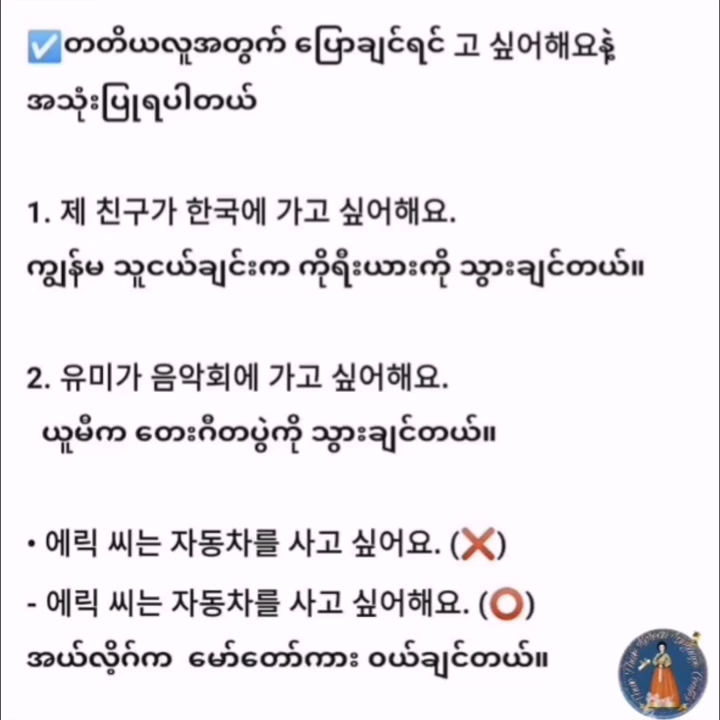 ✅တတိယလူအတွက် ပြောချင်ရင် 고 싶어해요နဲ့
အသုံးပြုရပါတယ်
1. 제 친구가 한국에 가고 싶어해요.
ကျွန်မ သူငယ်ချင်းက ကိုရီးယားကို သွားချင်တယ်။
2. 유미가 음악회에 가고 싶어해요.
ယူမီက တေးဂီတပွဲကို သွားချင်တယ်။
• 에릭 씨는 자동차를 사고 싶어요. (❌)
- 에릭 씨는 자동차를 사고 싶어해요. (⭕)
အယ်လိ့ဂ်က မော်တော်ကား ဝယ်ချင်တယ်။